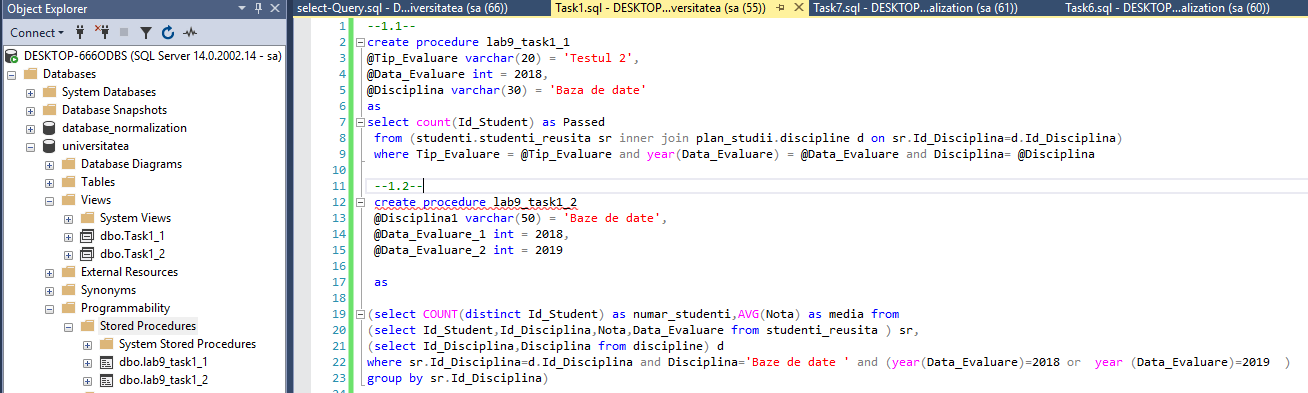 Object Explorer
Connect
DESKTOP-666ODBS (SQL Server 14.0.2002.14 - sa)
Databases
System Databases
Database Snapshots
database_normalization
universitatea
Database Diagrams
Tables
Views
System Views
dbo.Task1_1
dbo.Task1_2
External Resources
Synonyms
Programmability
Stored Procedures
System Stored Procedures
dbo.lab9_task1_1
dbo.lab9_task1_2
select-Query.sql - D...iversitatea (sa (66))
Task1.sql - DESKTOP...versitatea (sa (55))
Task7.sql - DESKTOP...alization (sa (61))
Task6.sql - DESKTOP...alization (sa (60))
1 --1.1--
2 create procedure lab9_task1_1
3 @Tip_Evaluare varchar(20) = 'Testul 2',
4 @Data_Evaluare int = 2018,
5 @Disciplina varchar(30) = 'Baza de date'
6 as
7 select count(Id_Student) as Passed
8 from (studenti.studenti_reusita sr inner join plan_studii.discipline d on sr.Id_Disciplina=d.Id_Disciplina)
9 where Tip_Evaluare = @Tip_Evaluare and year(Data_Evaluare) = @Data_Evaluare and Disciplina= @Disciplina
10
11 --1.2--
12 create procedure lab9_task1_2
13 @Disciplina1 varchar(50) = 'Baze de date',
14 @Data_Evaluare_1 int = 2018,
15 @Data_Evaluare_2 int = 2019
16
17 as
18
19 (select COUNT(distinct Id_Student) as numar_studenti,AVG(Nota) as media from
20 (select Id_Student,Id_Disciplina,Nota,Data_Evaluare from studenti_reusita ) sr,
21 (select Id_Disciplina,Disciplina from discipline) d
22 where sr.Id_Disciplina=d.Id_Disciplina and Disciplina='Baze de date ' and (year(Data_Evaluare)=2018 or  year (Data_Evaluare)=2019  )
23 group by sr.Id_Disciplina)